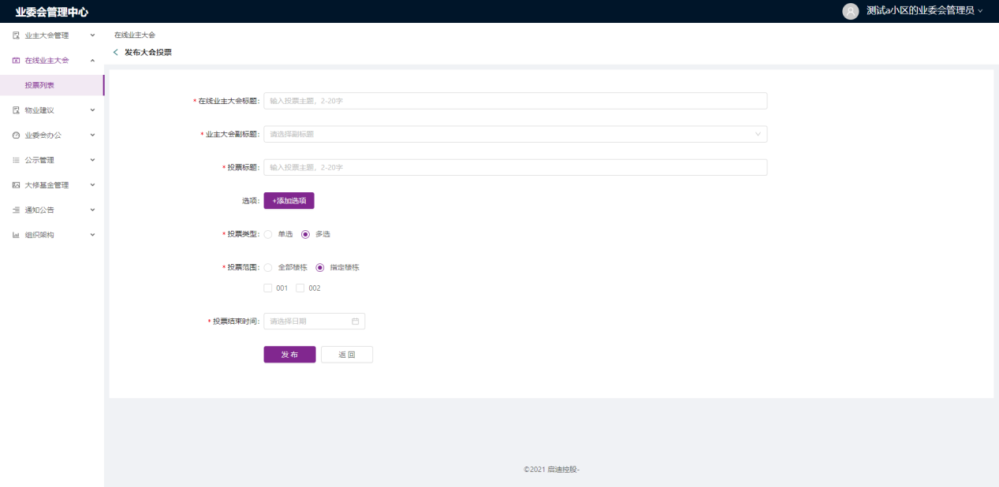 业委会管理中心
测试a小区的业委会管理员
业主大会管理
在线业主大会
投票列表
物业建议
业委会办公
公示管理
大修基金管理
通知公告
组织架构
在线业主大会
发布大会投票
* 在线业主大会标题: 输入投票主题，2-20字
* 业主大会副标题: 请选择副标题
* 投票标题: 输入投票主题，2-20字
选项: +添加选项
* 投票类型: 单选 多选
* 投票范围: 全部楼栋 指定楼栋
001 002
* 投票结束时间: 请选择日期
发 布 返 回
©2021 启迪控股-